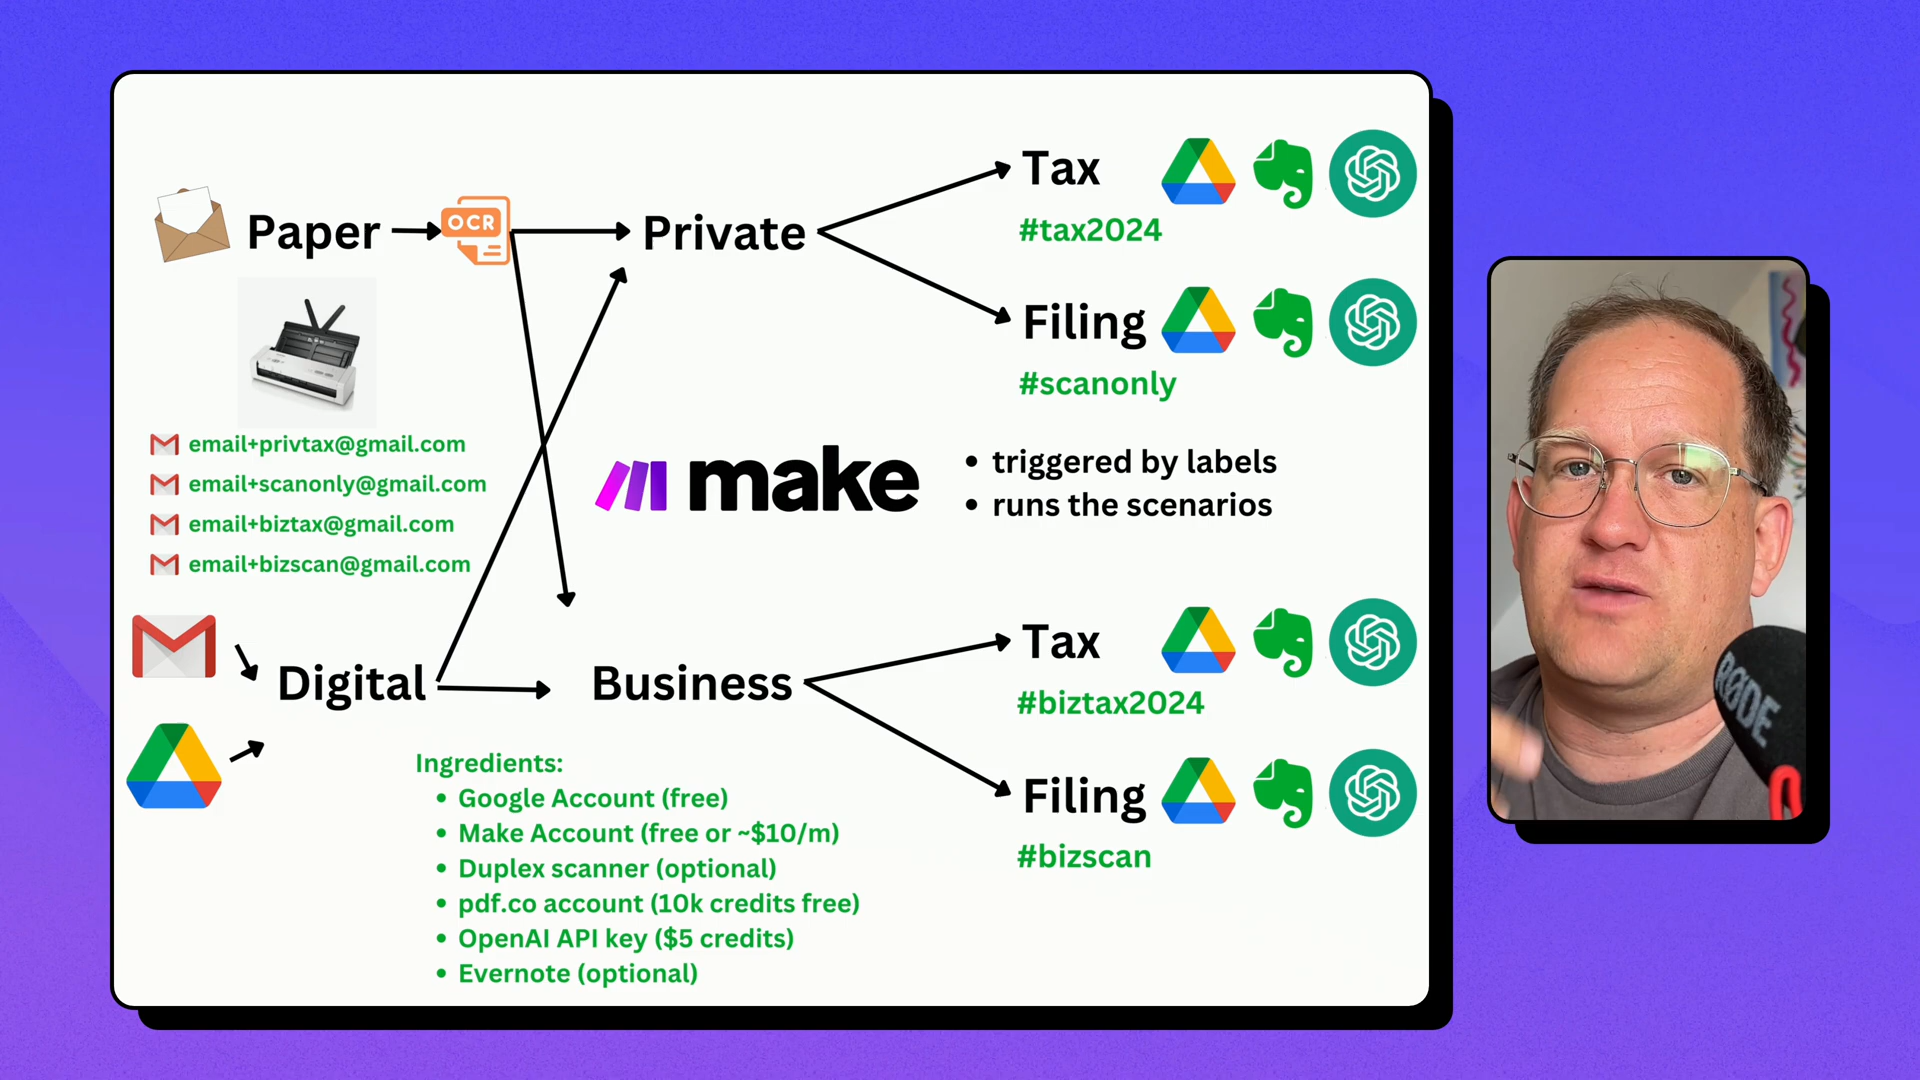 Tax
#tax2024
Paper
OCR
Private
Filing
#scanonly
email+privtax@gmail.com
email+scanonly@gmail.com
email+biztax@gmail.com
email+bizscan@gmail.com
make
• triggered by labels
• runs the scenarios
Digital
Business
Tax
#biztax2024
Filing
#bizscan
Ingredients:
• Google Account (free)
• Make Account (free or ~$10/m)
• Duplex scanner (optional)
• pdf.co account (10k credits free)
• OpenAI API key ($5 credits)
• Evernote (optional)
RØDE